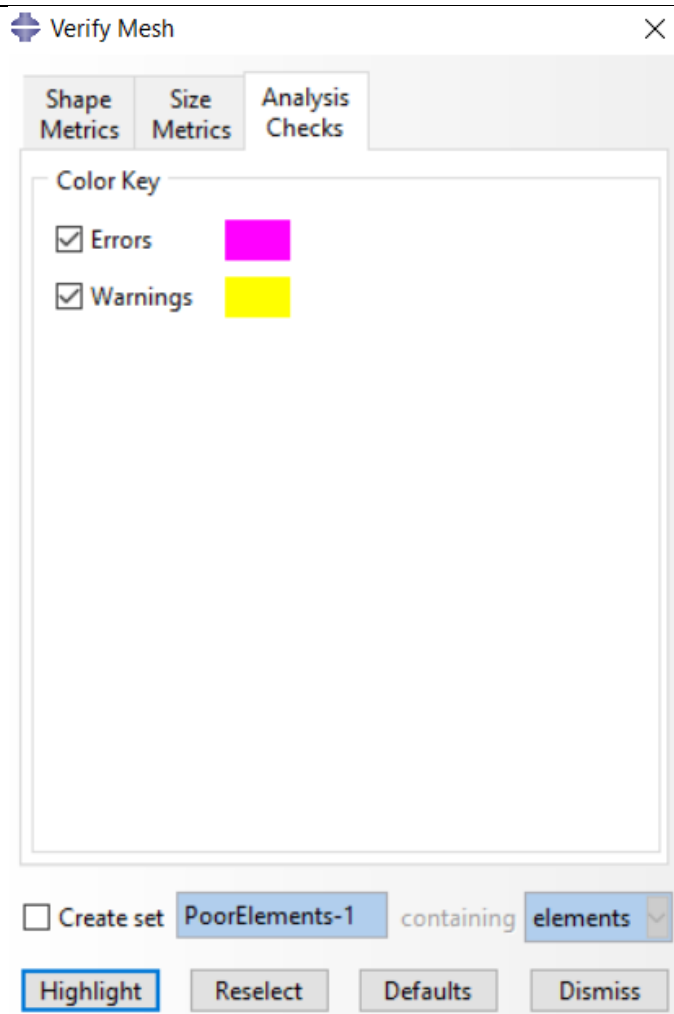 Verify Mesh
Shape Metrics
Size Metrics
Analysis Checks
Color Key
Errors
Warnings
Create set PoorElements-1 containing elements
Highlight Reselect Defaults Dismiss